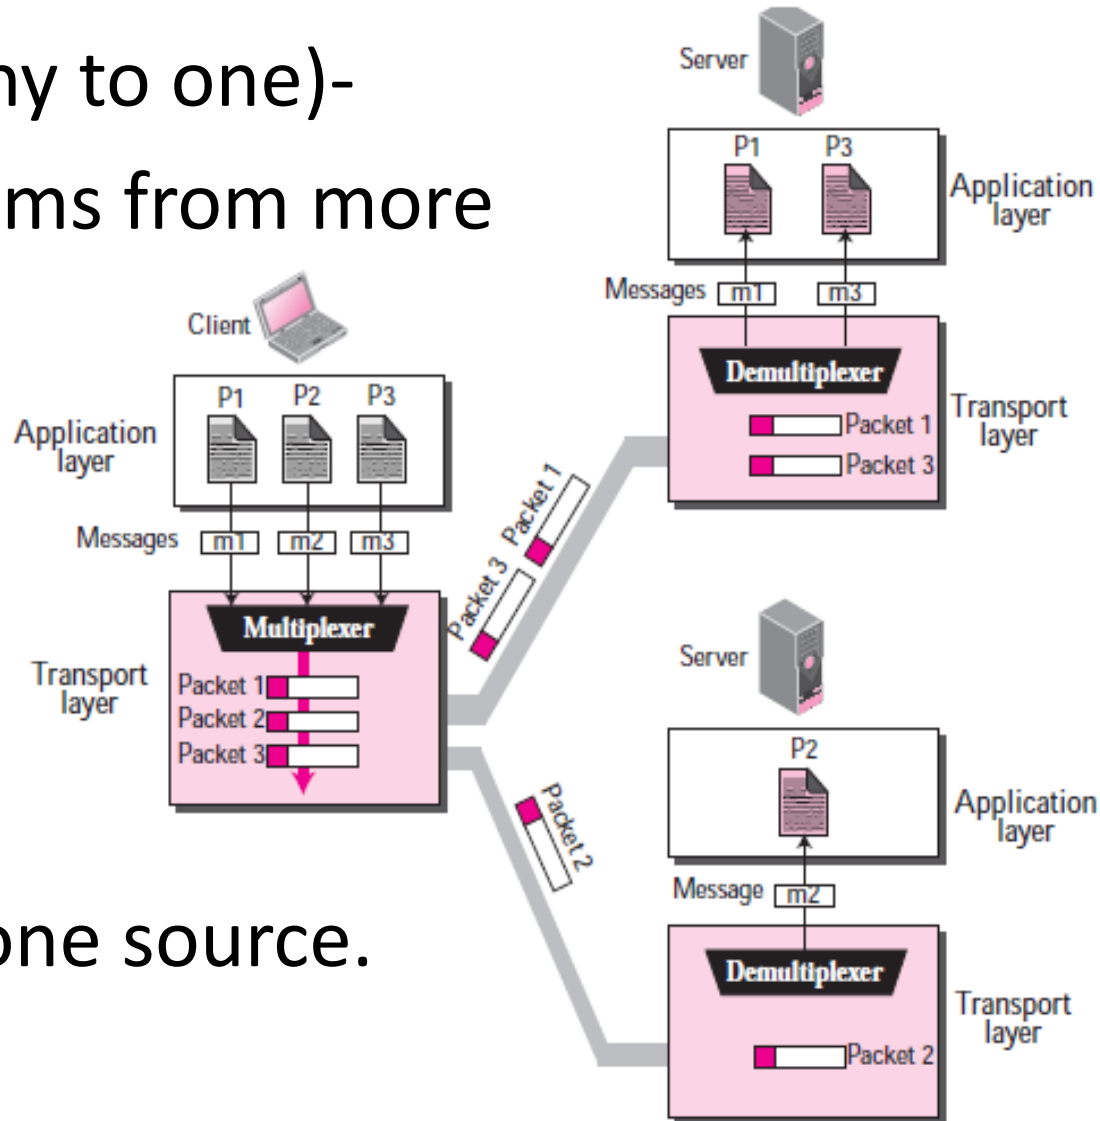 ny to one)-
ms from more
one source.
Client
P1 P2 P3
Application
layer
Messages m1 m2 m3
Multiplexer
Transport
layer
Packet 1
Packet 2
Packet 3
Packet 1
Packet 3
Packet 2
Server
P1 P3
Application
layer
Messages m1 m3
Demultiplexer
Transport
layer
Packet 1
Packet 3
Server
P2
Application
layer
Message m2
Demultiplexer
Transport
layer
Packet 2